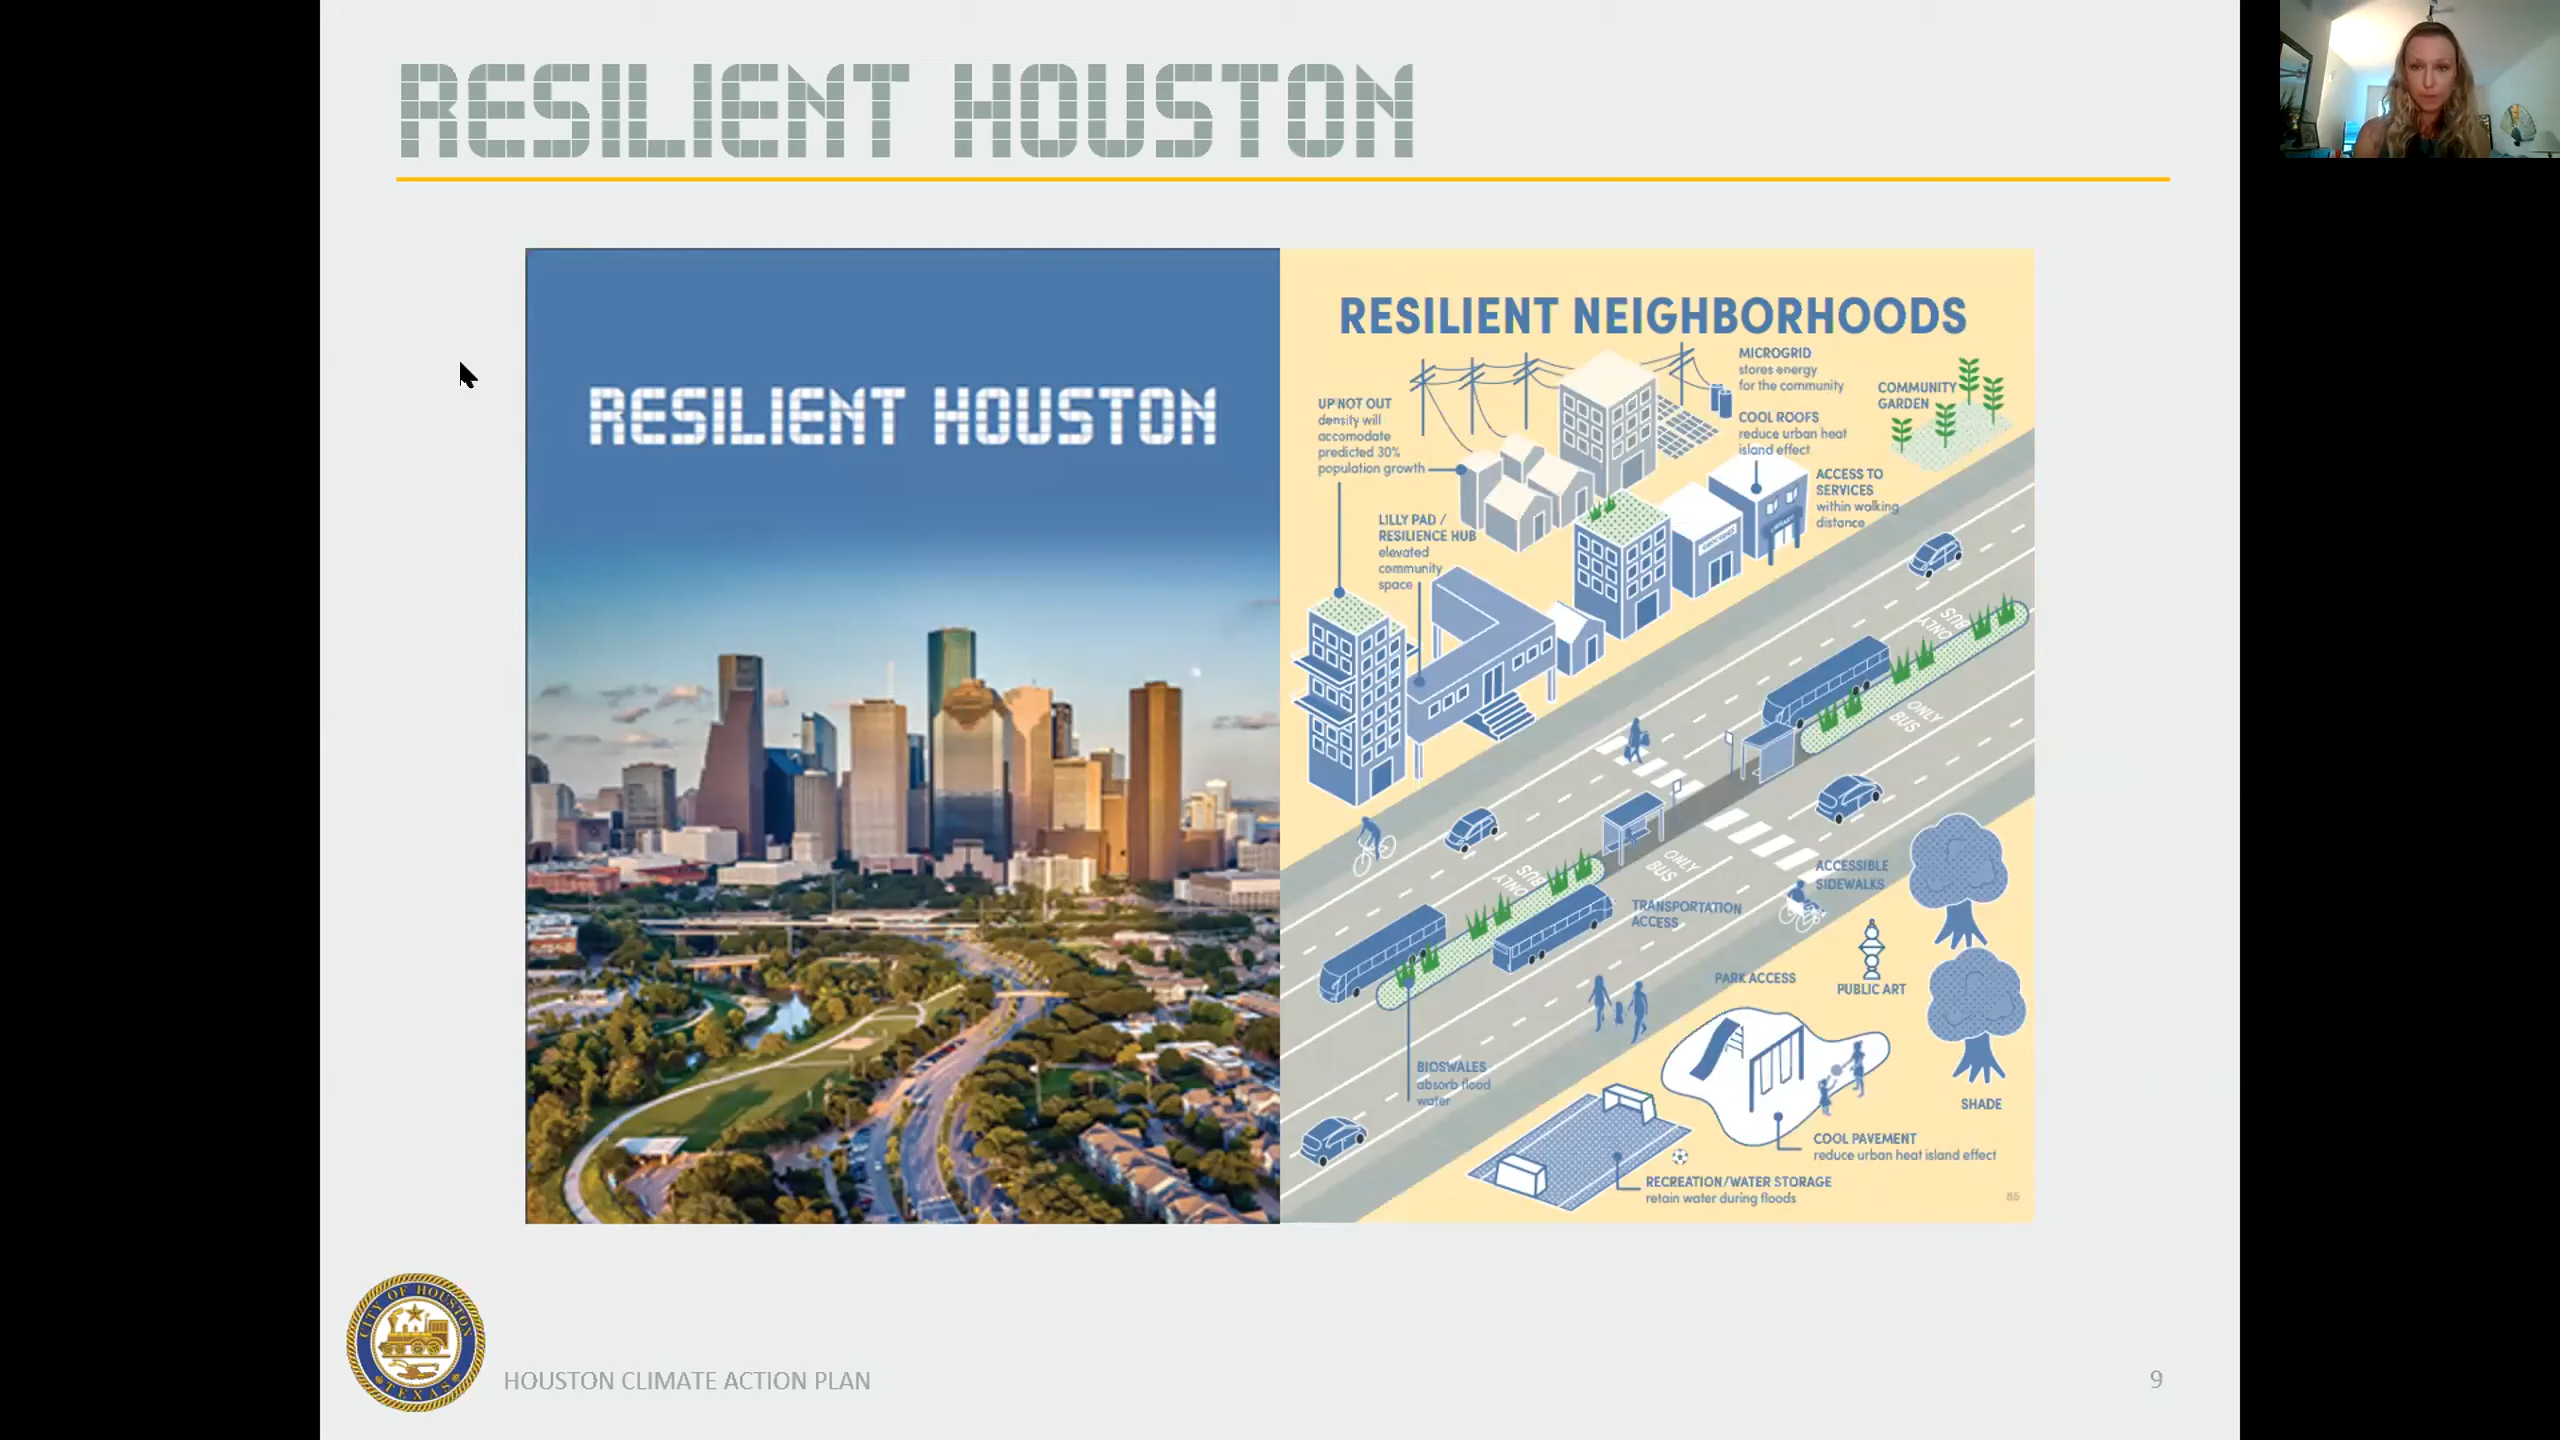 RESILIENT HOUSTON
RESILIENT HOUSTON
RESILIENT NEIGHBORHOODS
MICROGRID
stores energy
for the community
COMMUNITY
GARDEN
UP NOT OUT
density will
accomodate
predicted 30%
population growth
COOL ROOFS
reduce urban heat
island effect
ACCESS TO
SERVICES
within walking
distance
LILLY PAD /
RESILIENCE HUB
elevated
community
space
BUS
ONLY
ONLY
BUS
BUS
ONLY
ONLY
BUS
ACCESSIBLE
SIDEWALKS
TRANSPORTATION
ACCESS
PARK ACCESS
PUBLIC ART
BIOSWALES
absorb flood
water
SHADE
COOL PAVEMENT
reduce urban heat island effect
RECREATION/WATER STORAGE
retain water during floods
85
CITY OF HOUSTON
TEXAS
HOUSTON CLIMATE ACTION PLAN
9